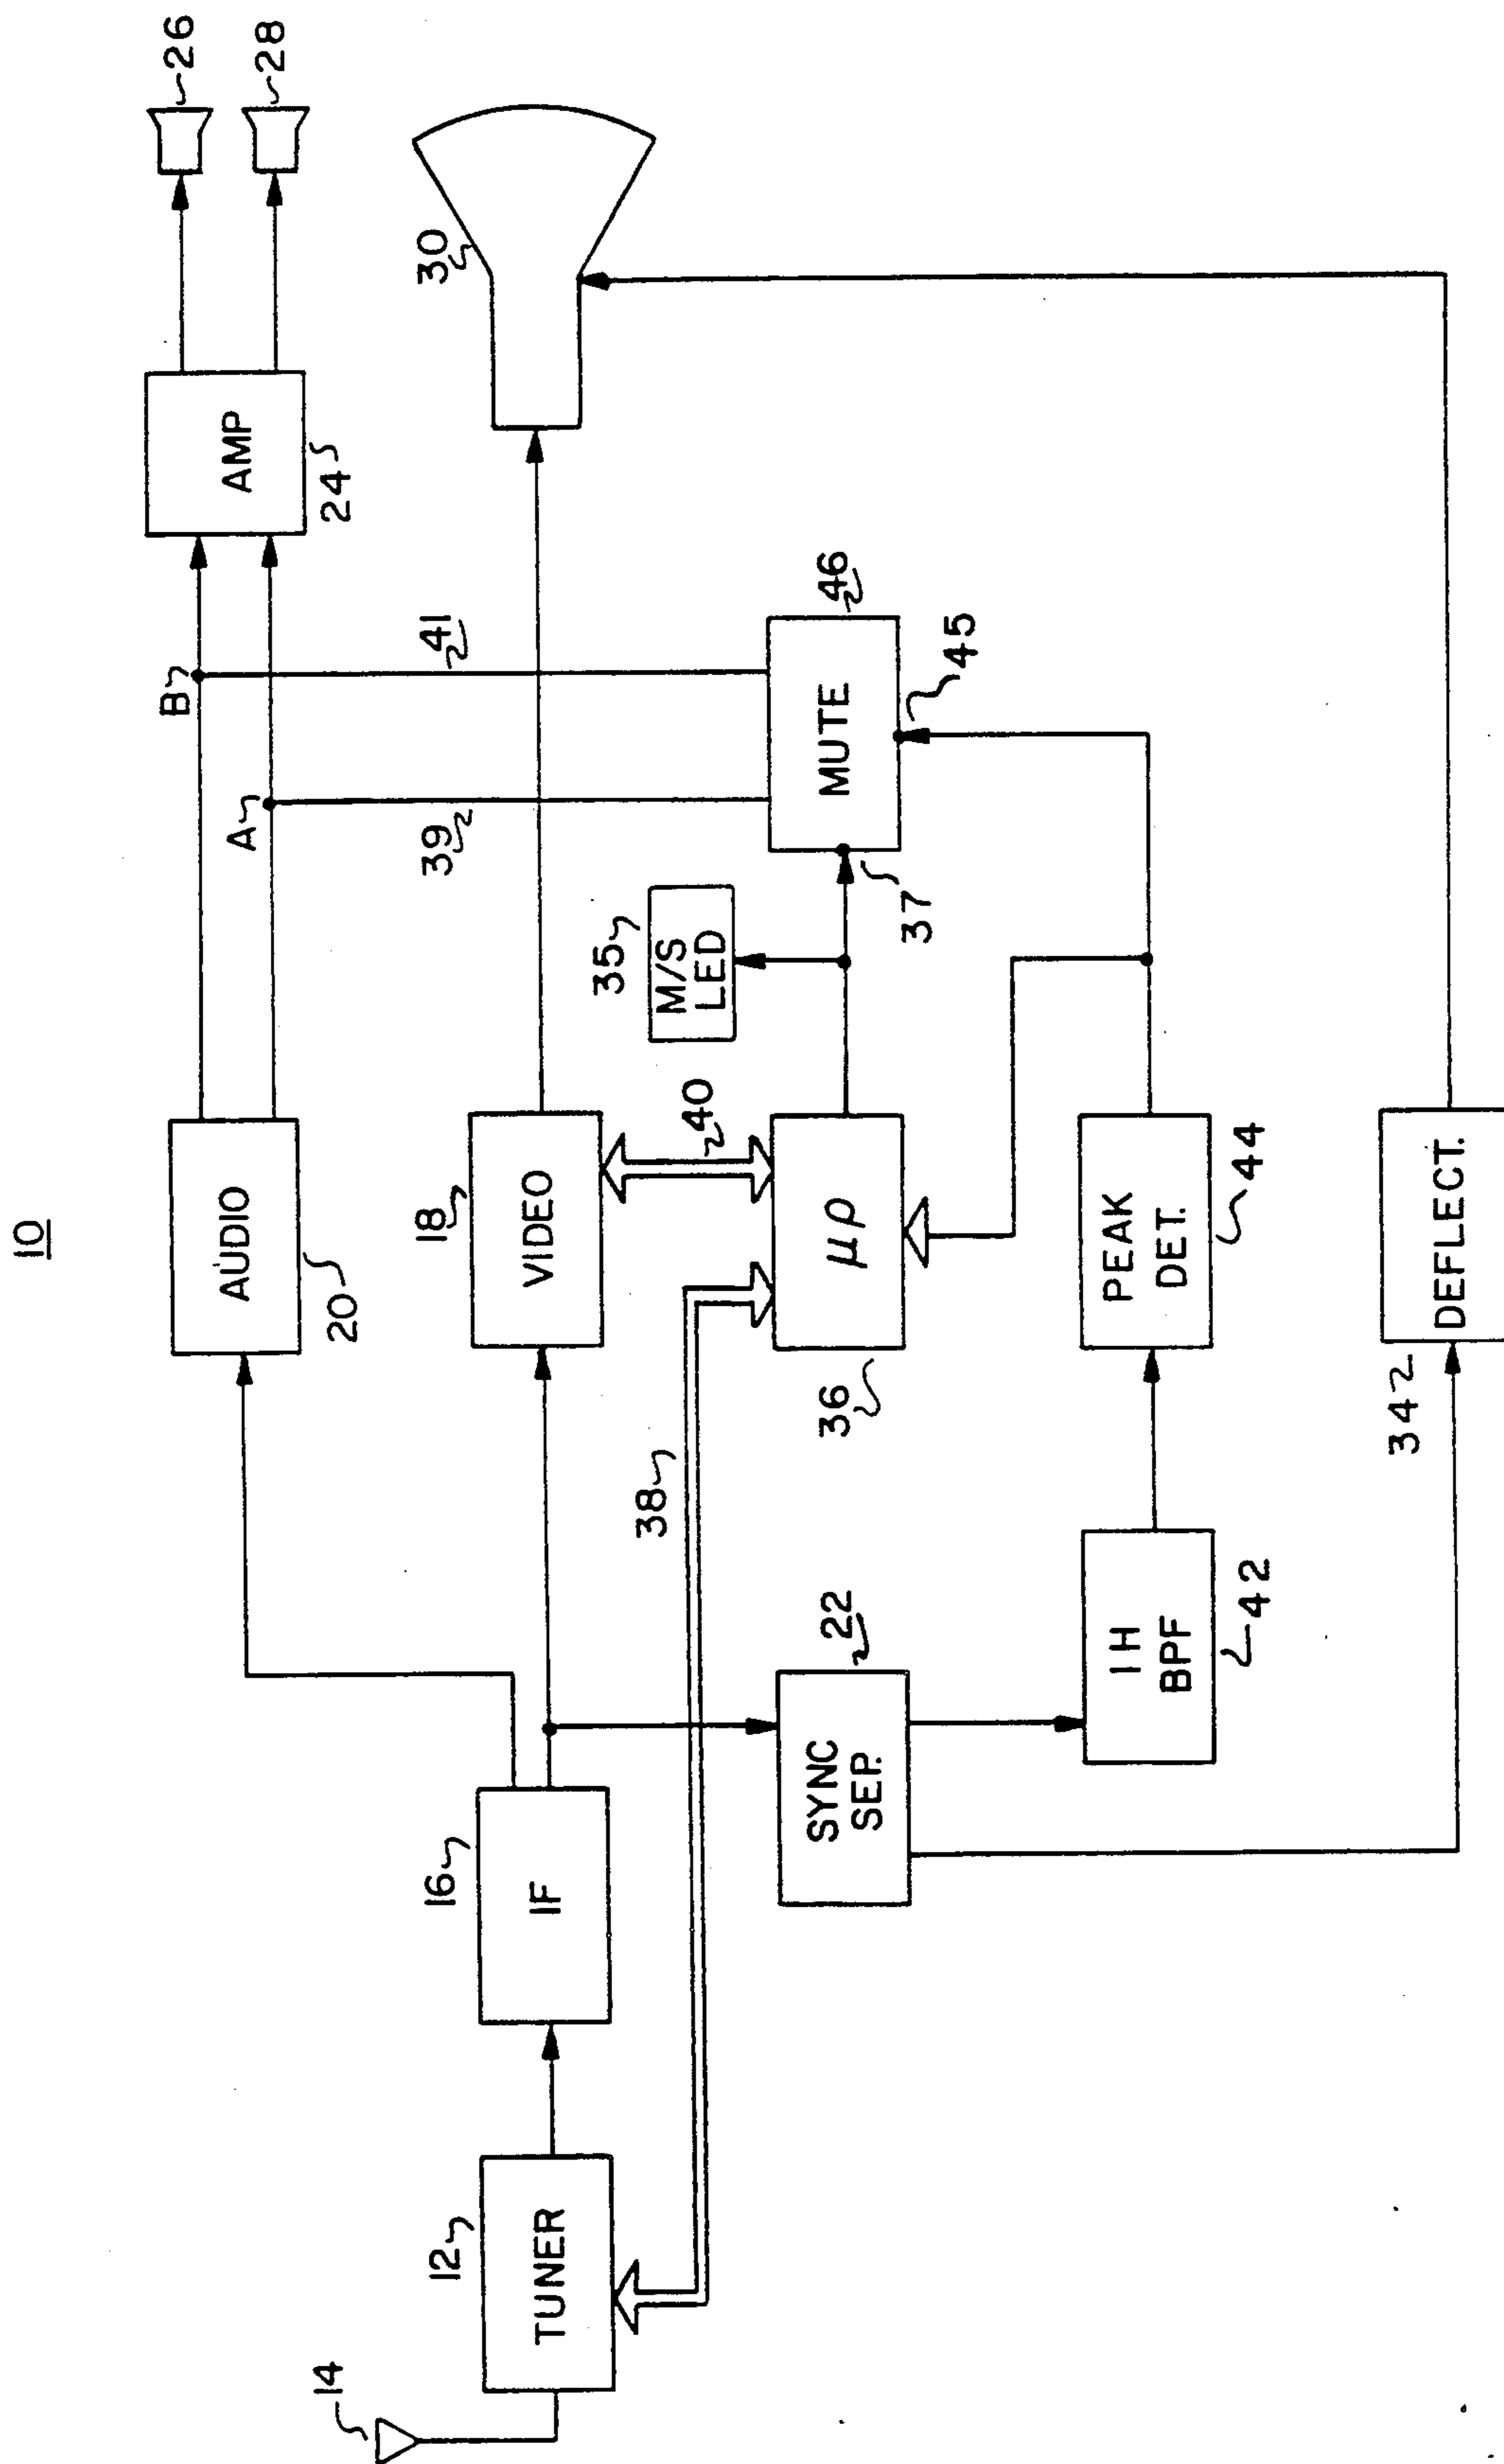 10
26
28
AMP
24
30
B
A
41
39
AUDIO
20
18
VIDEO
40
35
M/S
LED
MUTE
46
45
37
μρ
36
38
PEAK
DET.
44
DEFLECT.
34
16
IF
SYNC
SEP.
22
1H
BPF
42
14
12
TUNER